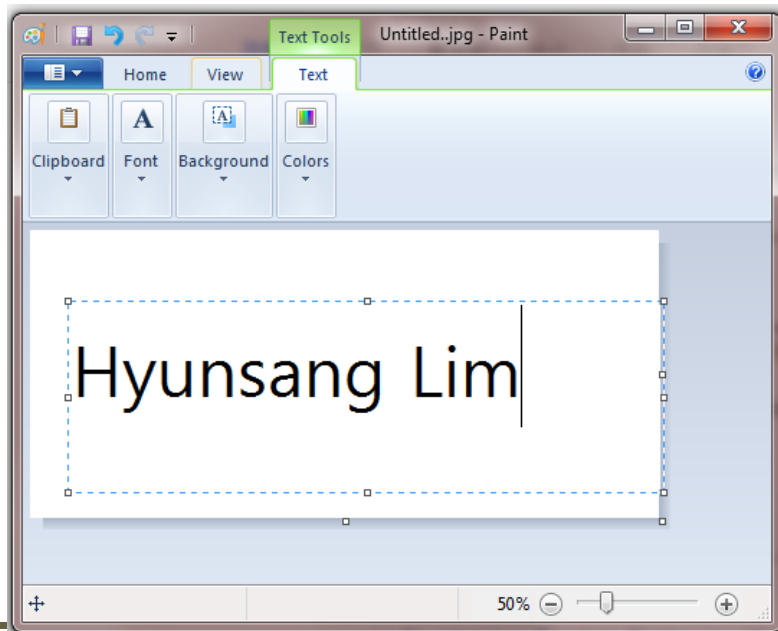 Text Tools Untitled..jpg - Paint
Home View Text
Clipboard Font Background Colors
Hyunsang Lim
50%